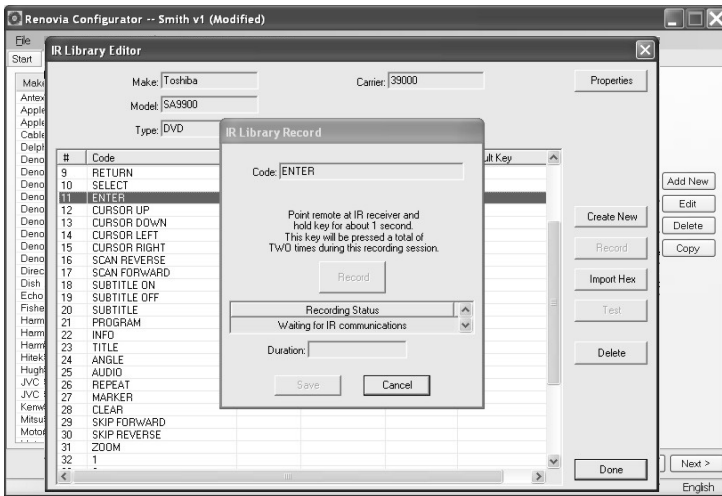 Renovia Configurator -- Smith v1 (Modified)
File
Start
IR Library Editor
Make: Toshiba
Carrier: 39000
Properties
Model: SA9900
Type: DVD
Make
Antex
Apple
Apple
Cable
Delph
Deno
Deno
Deno
Deno
Deno
Deno
Deno
Deno
Deno
Direc
Dish
Echo
Fishe
Harm
Harm
Harm
Hitek
Hugh
JVC
JVC
Kenw
Mitsu
Moto
# Code ult Key
9 RETURN
10 SELECT
11 ENTER
12 CURSOR UP
13 CURSOR DOWN
14 CURSOR LEFT
15 CURSOR RIGHT
16 SCAN REVERSE
17 SCAN FORWARD
18 SUBTITLE ON
19 SUBTITLE OFF
20 SUBTITLE
21 PROGRAM
22 INFO
23 TITLE
24 ANGLE
25 AUDIO
26 REPEAT
27 MARKER
28 CLEAR
29 SKIP FORWARD
30 SKIP REVERSE
31 ZOOM
32 1
IR Library Record
Code: ENTER
Point remote at IR receiver and
hold key for about 1 second.
This key will be pressed a total of
TWO times during this recording session.
Record
Recording Status
Waiting for IR communications
Duration:
Save Cancel
Create New
Record
Import Hex
Test
Delete
Done
Add New
Edit
Delete
Copy
Next >
English